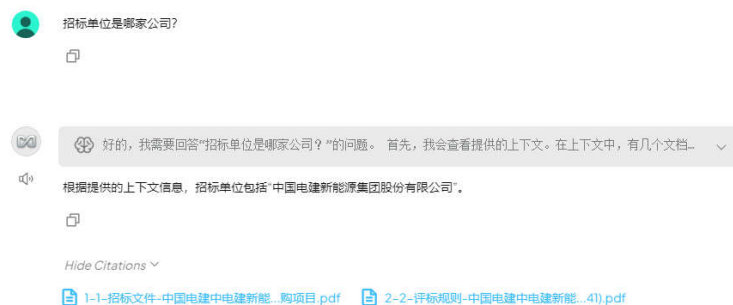 招标单位是哪家公司?
好的，我需要回答“招标单位是哪家公司？”的问题。 首先，我会查看提供的上下文。在上下文中，有几个文档…
根据提供的上下文信息，招标单位包括“中国电建新能源集团股份有限公司”。
Hide Citations
1-1-招标文件-中国电建中电建新能...购项目.pdf 2-2-评标规则-中国电建中电建新能...41).pdf